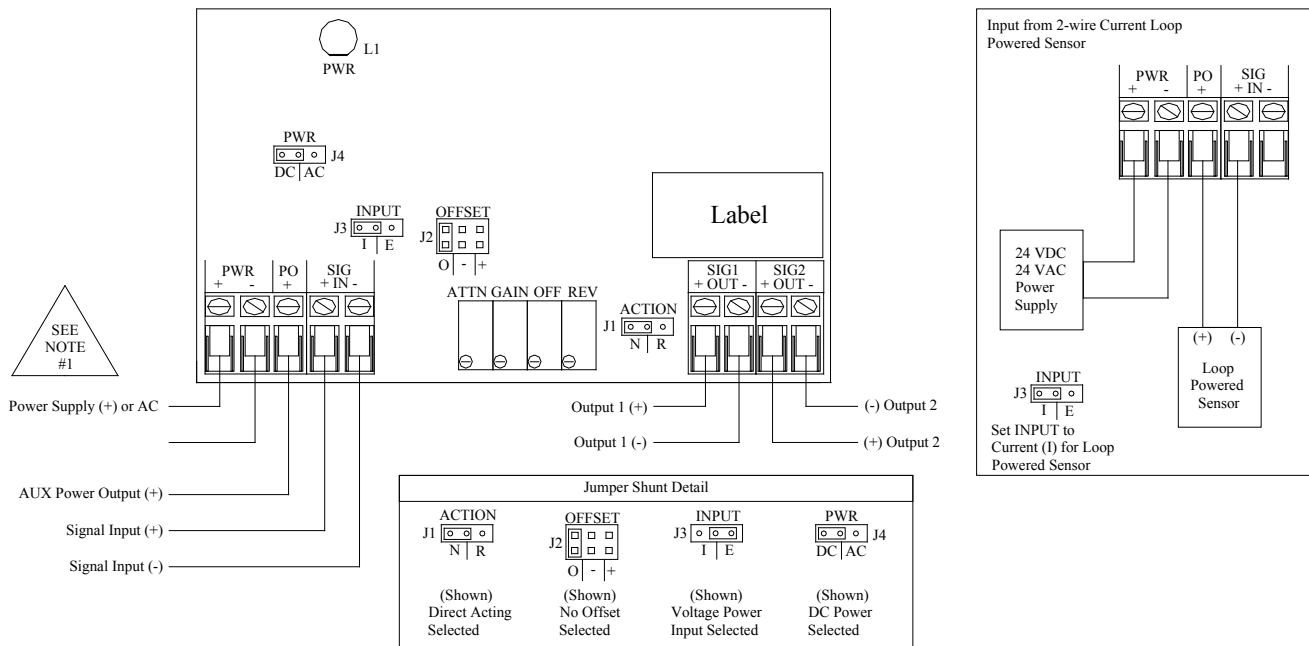 L1
PWR
PWR
J4
DC AC
INPUT
J3
I E
OFFSET
J2
O - +
Label
PWR PO SIG
+ - + + IN -
ATTN GAIN OFF REV
ACTION
J1
N R
SIG1 SIG2
+ OUT - + OUT -
SEE
NOTE
#1
Power Supply (+) or AC
AUX Power Output (+)
Signal Input (+)
Signal Input (-)
Output 1 (+)
Output 1 (-)
(-) Output 2
(+) Output 2
Jumper Shunt Detail
ACTION
J1
N R
(Shown)
Direct Acting
Selected
OFFSET
J2
O - +
(Shown)
No Offset
Selected
INPUT
J3
I E
(Shown)
Voltage Power
Input Selected
PWR
J4
DC AC
(Shown)
DC Power
Selected
Input from 2-wire Current Loop
Powered Sensor
PWR PO SIG
+ - + + IN -
24 VDC
24 VAC
Power
Supply
(+) (-)
Loop
Powered
Sensor
INPUT
J3
I E
Set INPUT to
Current (I) for Loop
Powered Sensor